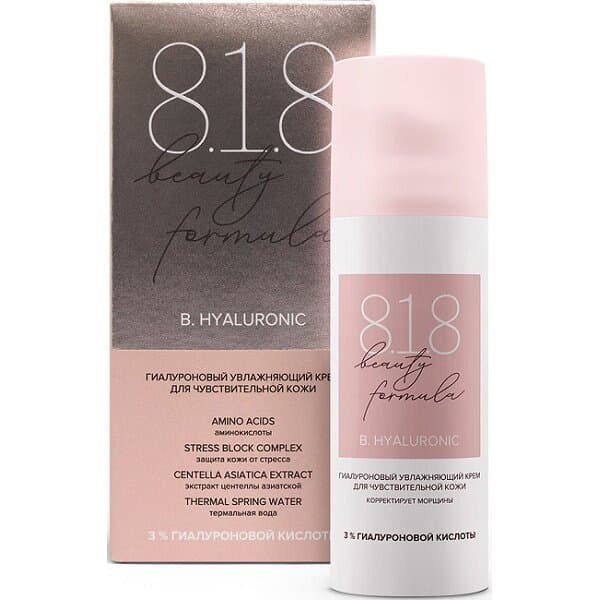 8.1.8
beauty
formula
B. HYALURONIC
ГИАЛУРОНОВЫЙ УВЛАЖНЯЮЩИЙ КРЕ
ДЛЯ ЧУВСТВИТЕЛЬНОЙ КОЖИ
AMINO ACIDS
аминокислоты
STRESS BLOCK COMPLEX
защита кожи от стресса
CENTELLA ASIATICA EXTRACT
экстракт центеллы азиатской
THERMAL SPRING WATER
термальная вода
3 % ГИАЛУРОНОВОЙ КИСЛОТЫ
8.1.8
beauty
formula
B. HYALURONIC
ГИАЛУРОНОВЫЙ УВЛАЖНЯЮЩИЙ КРЕМ
ДЛЯ ЧУВСТВИТЕЛЬНОЙ КОЖИ
КОРРЕКТИРУЕТ МОРЩИНЫ
3 % ГИАЛУРОНОВОЙ КИСЛОТЫ